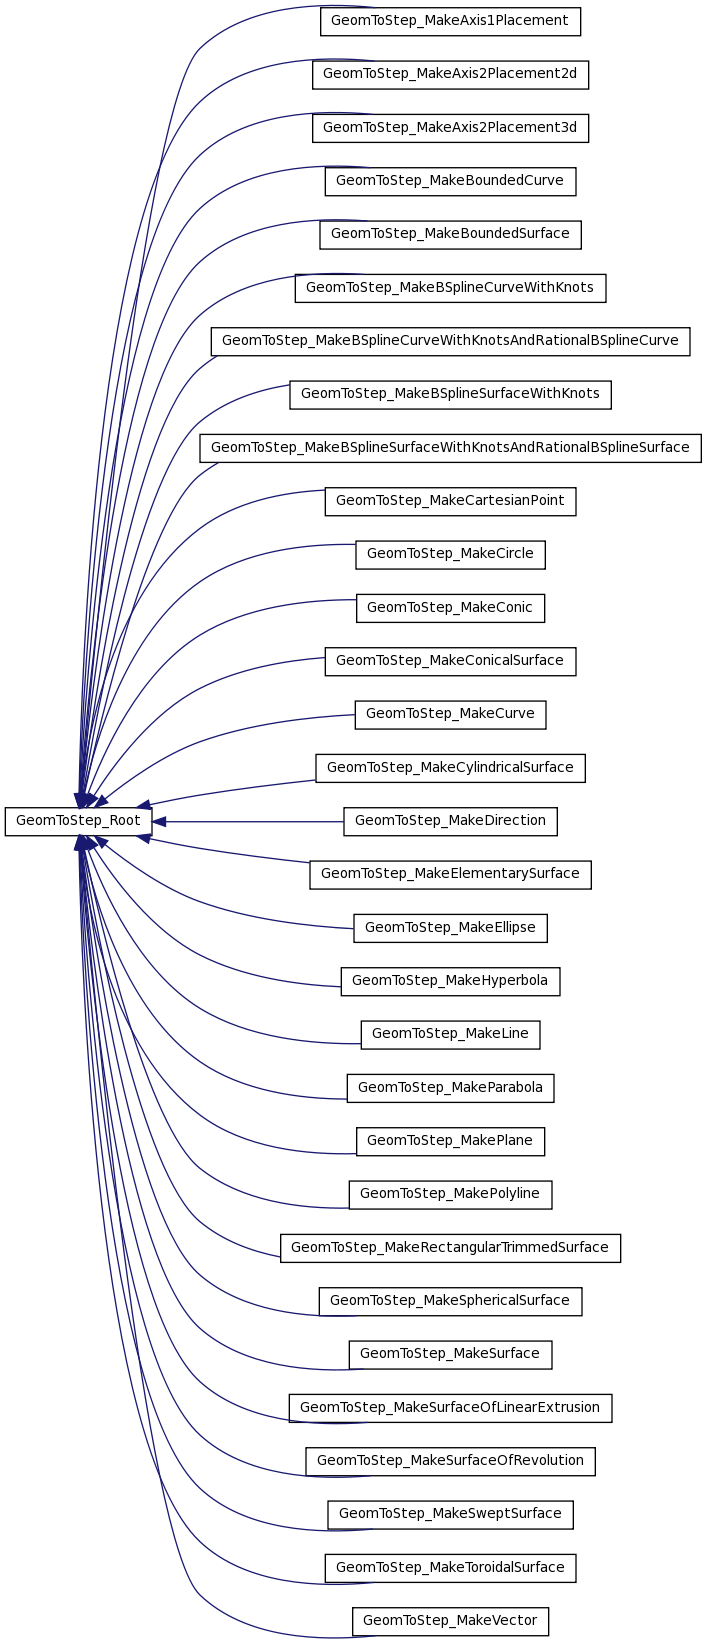 GeomToStep_MakeAxis1Placement
GeomToStep_MakeAxis2Placement2d
GeomToStep_MakeAxis2Placement3d
GeomToStep_MakeBoundedCurve
GeomToStep_MakeBoundedSurface
GeomToStep_MakeBSplineCurveWithKnots
GeomToStep_MakeBSplineCurveWithKnotsAndRationalBSplineCurve
GeomToStep_MakeBSplineSurfaceWithKnots
GeomToStep_MakeBSplineSurfaceWithKnotsAndRationalBSplineSurface
GeomToStep_MakeCartesianPoint
GeomToStep_MakeCircle
GeomToStep_MakeConic
GeomToStep_MakeConicalSurface
GeomToStep_MakeCurve
GeomToStep_MakeCylindricalSurface
GeomToStep_Root
GeomToStep_MakeDirection
GeomToStep_MakeElementarySurface
GeomToStep_MakeEllipse
GeomToStep_MakeHyperbola
GeomToStep_MakeLine
GeomToStep_MakeParabola
GeomToStep_MakePlane
GeomToStep_MakePolyline
GeomToStep_MakeRectangularTrimmedSurface
GeomToStep_MakeSphericalSurface
GeomToStep_MakeSurface
GeomToStep_MakeSurfaceOfLinearExtrusion
GeomToStep_MakeSurfaceOfRevolution
GeomToStep_MakeSweptSurface
GeomToStep_MakeToroidalSurface
GeomToStep_MakeVector